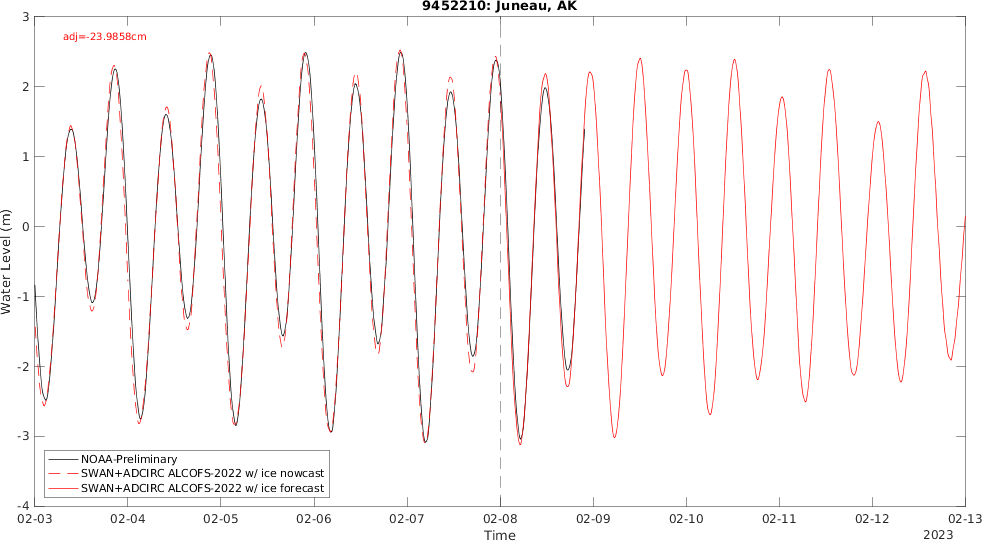 9452210: Juneau, AK
adj=-23.9858cm
3
2
1
0
-1
-2
-3
-4
Water Level (m)
NOAA-Preliminary
SWAN+ADCIRC ALCOFS-2022 w/ ice nowcast
SWAN+ADCIRC ALCOFS-2022 w/ ice forecast
02-03 02-04 02-05 02-06 02-07 02-08 02-09 02-10 02-11 02-12 02-13
Time
2023